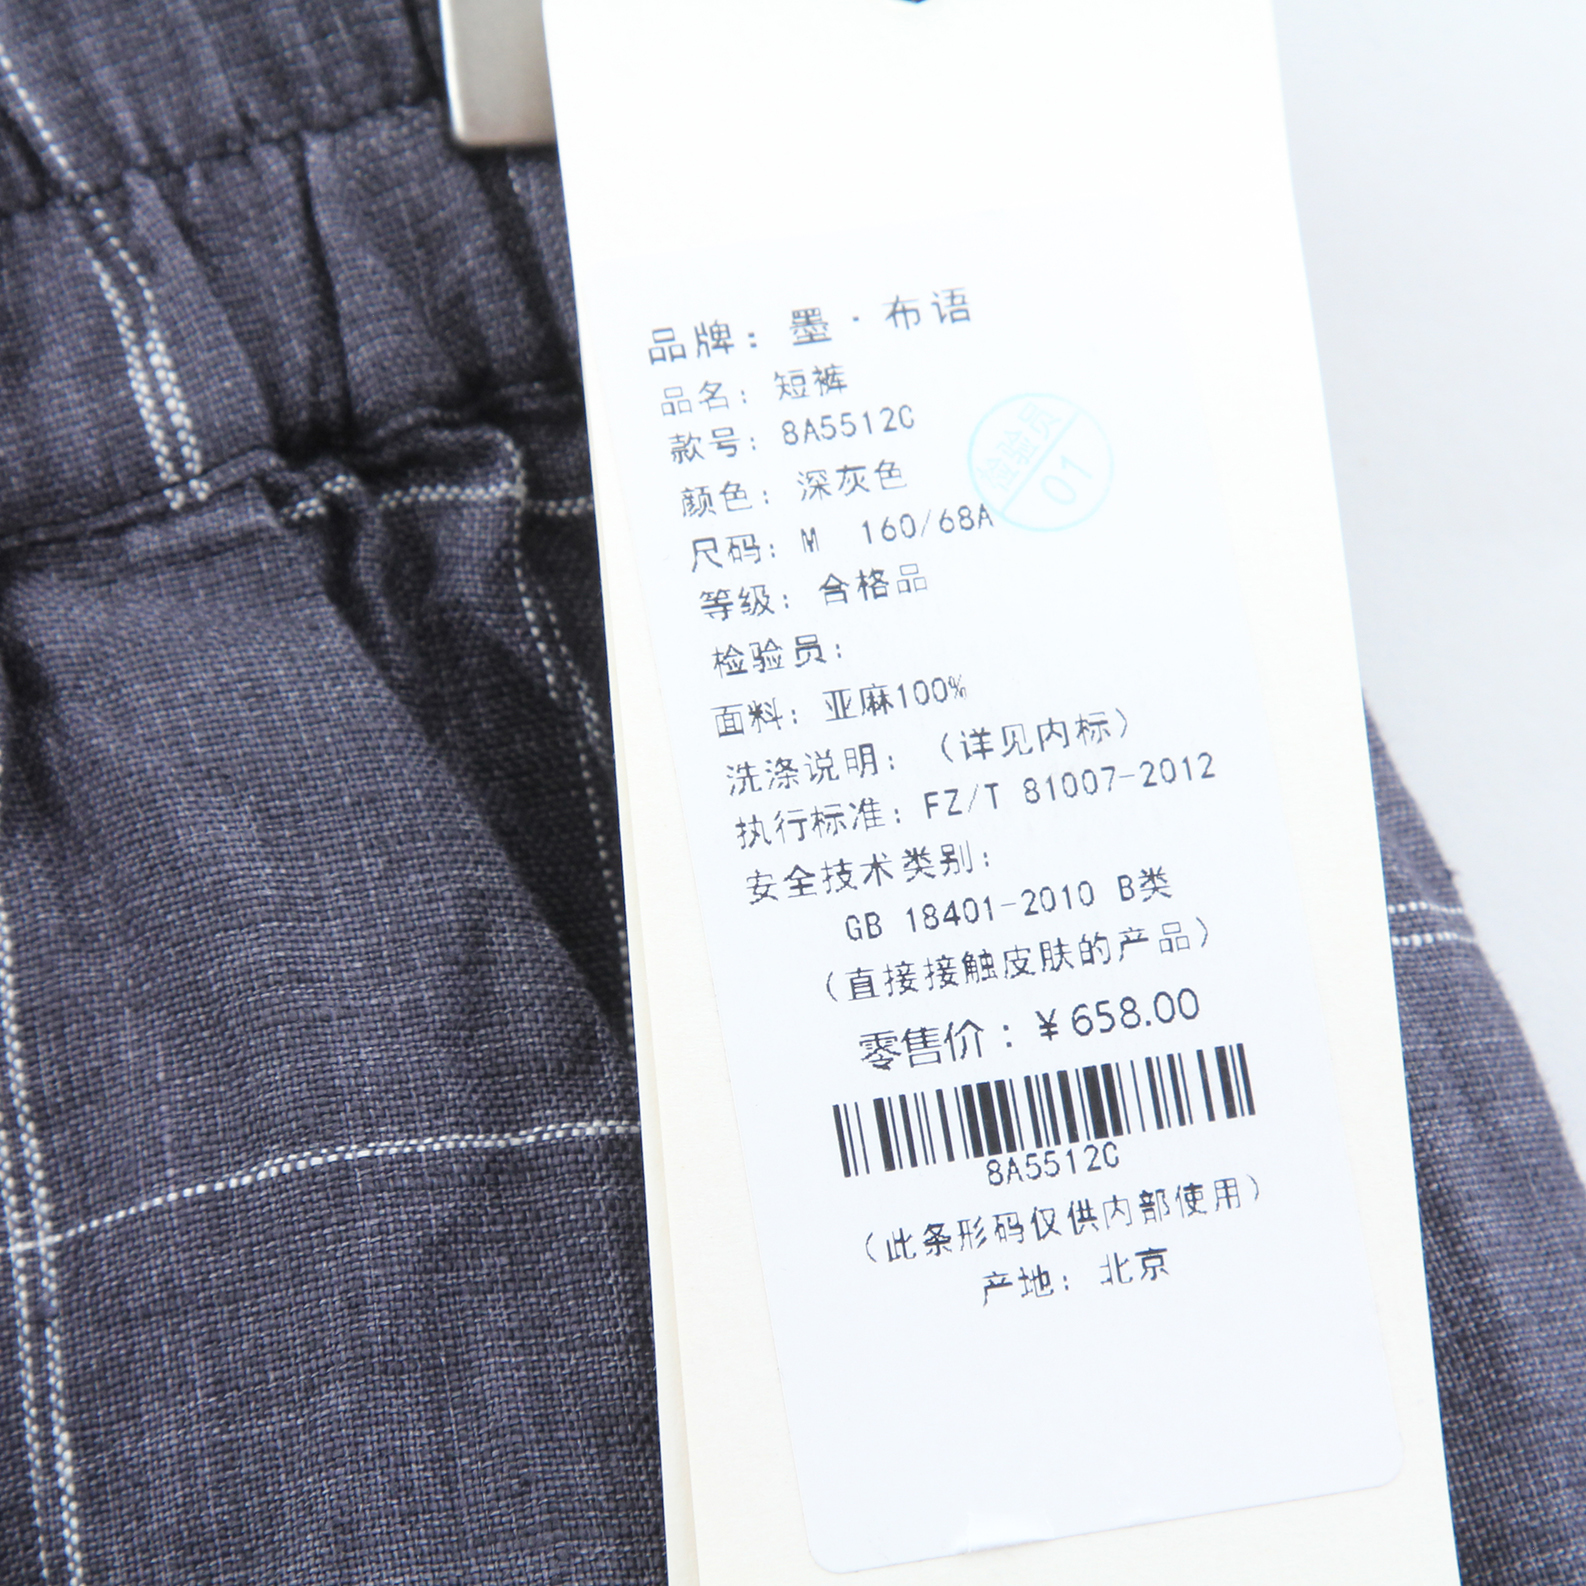 品牌：墨·布语
品名：短裤
款号：8A5512C
颜色：深灰色
检验员
01
尺码：M 160/68A
等级：合格品
检验员：
面料：亚麻100%
洗涤说明：（详见内标）
执行标准：FZ/T 81007-2012
安全技术类别：
GB 18401-2010 B类
（直接接触皮肤的产品）
零售价：¥658.00
8A5512C
（此条形码仅供内部使用）
产地：北京